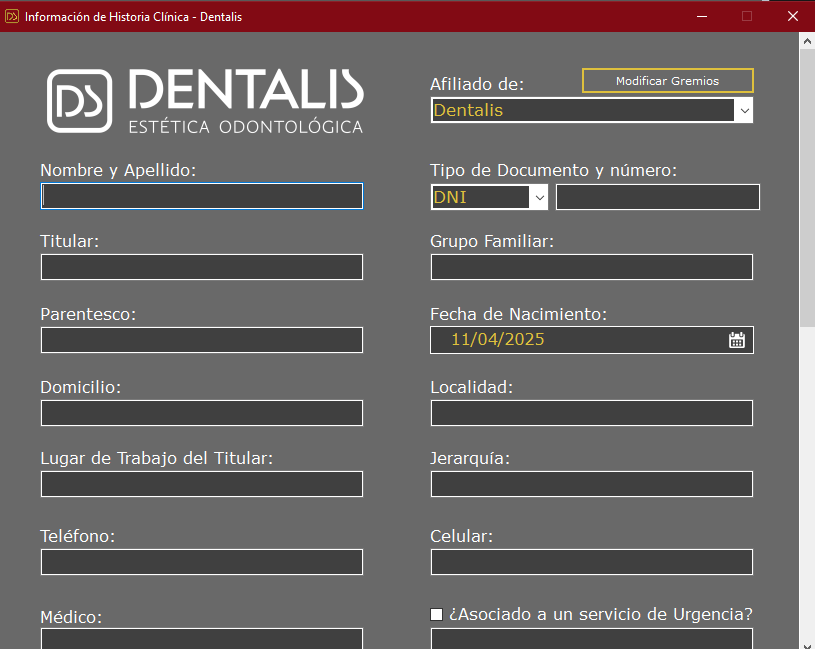 Información de Historia Clínica - Dentalis
DS DENTALIS
ESTÉTICA ODONTOLÓGICA
Afiliado de:
Modificar Gremios
Dentalis
Nombre y Apellido:
Tipo de Documento y número:
DNI
Titular:
Grupo Familiar:
Parentesco:
Fecha de Nacimiento:
11/04/2025
Domicilio:
Localidad:
Lugar de Trabajo del Titular:
Jerarquía:
Teléfono:
Celular:
Médico:
¿Asociado a un servicio de Urgencia?